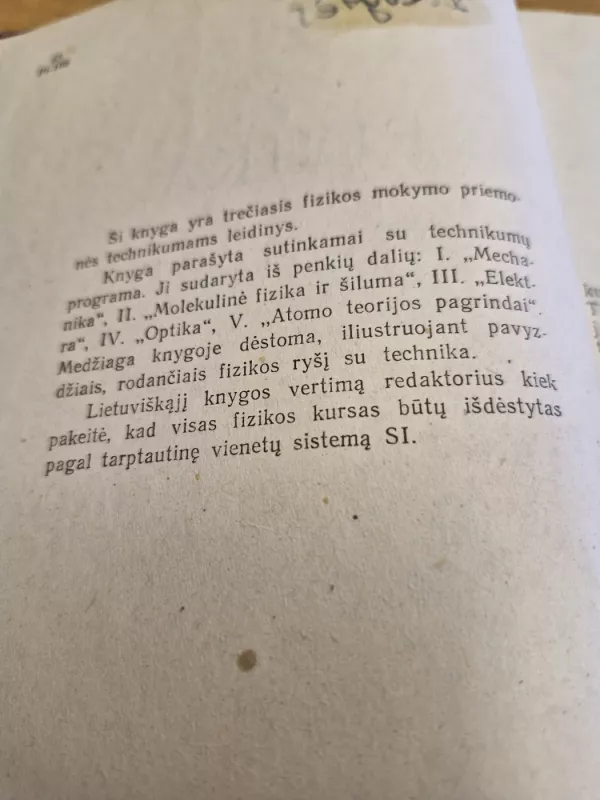 Ši knyga yra trečiasis fizikos mokymo priemo-
nės technikumams leidinys.
Knyga parašyta sutinkamai su technikumų
programa. Ji sudaryta iš penkių dalių: I. „Mecha-
nika“, II. „Molekulinė fizika ir šiluma“, III. „Elekt-
ra“, IV. „Optika“, V. „Atomo teorijos pagrindai“.
Medžiaga knygoje dėstoma, iliustruojant pavyz-
džiais, rodančiais fizikos ryšį su technika.
Lietuviškąjį knygos vertimą redaktorius kiek
pakeitė, kad visas fizikos kursas būtų išdėstytas
pagal tarptautinę vienetų sistemą SI.